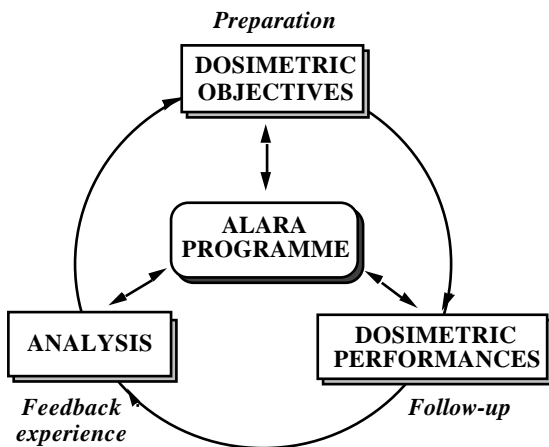 Preparation
DOSIMETRIC
OBJECTIVES
ALARA
PROGRAMME
ANALYSIS
DOSIMETRIC
PERFORMANCES
Feedback
experience
Follow-up